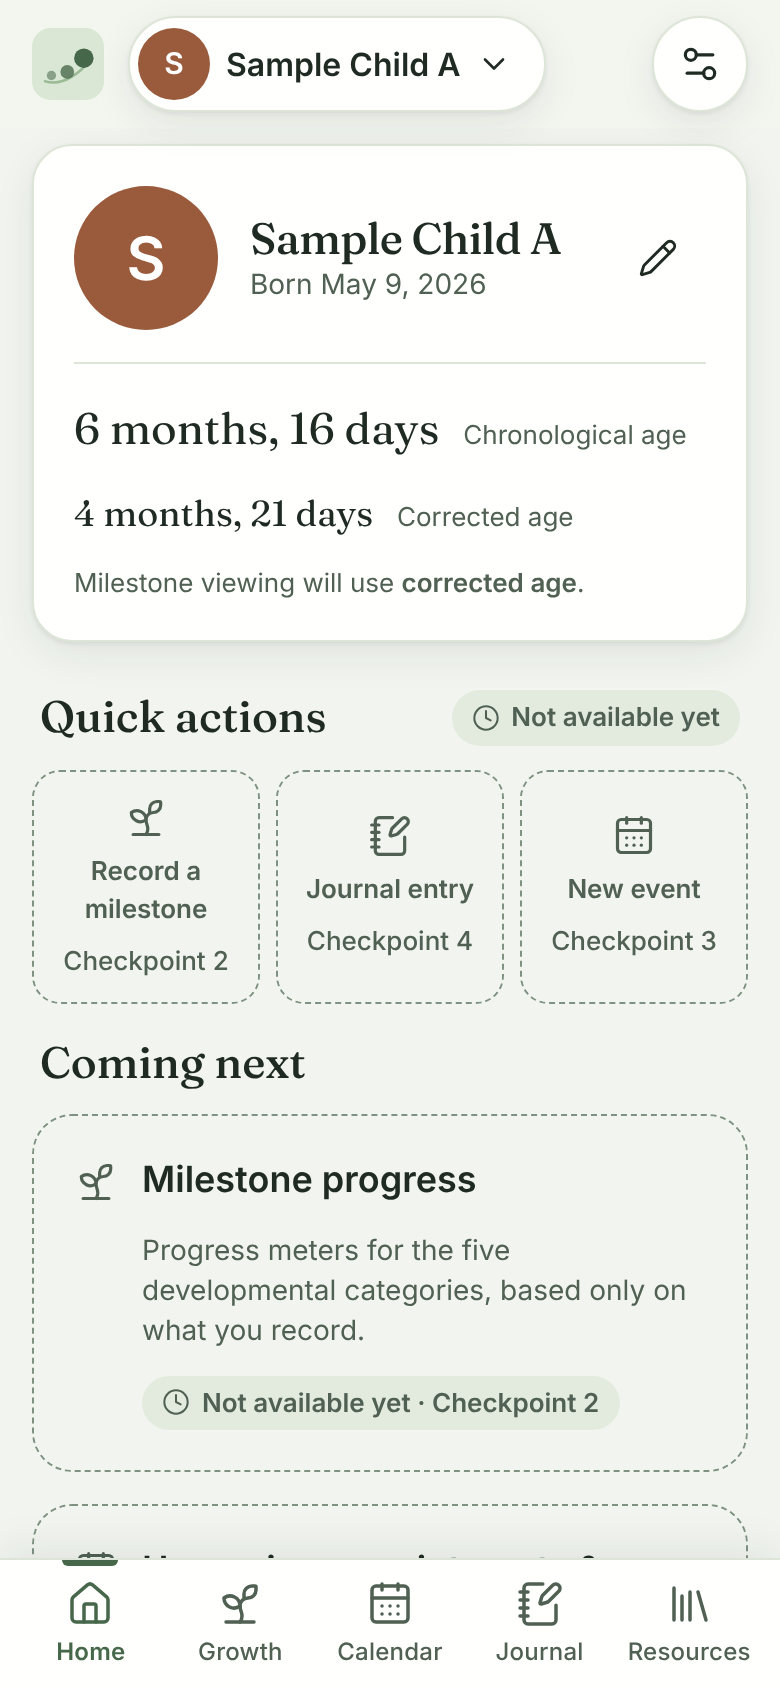 S
Sample Child A
S
Sample Child A
Born May 9, 2026
6 months, 16 days Chronological age
4 months, 21 days Corrected age
Milestone viewing will use corrected age.
Quick actions
Not available yet
Record a
milestone
Checkpoint 2
Journal entry
Checkpoint 4
New event
Checkpoint 3
Coming next
Milestone progress
Progress meters for the five
developmental categories, based only on
what you record.
Not available yet · Checkpoint 2
Home
Growth
Calendar
Journal
Resources